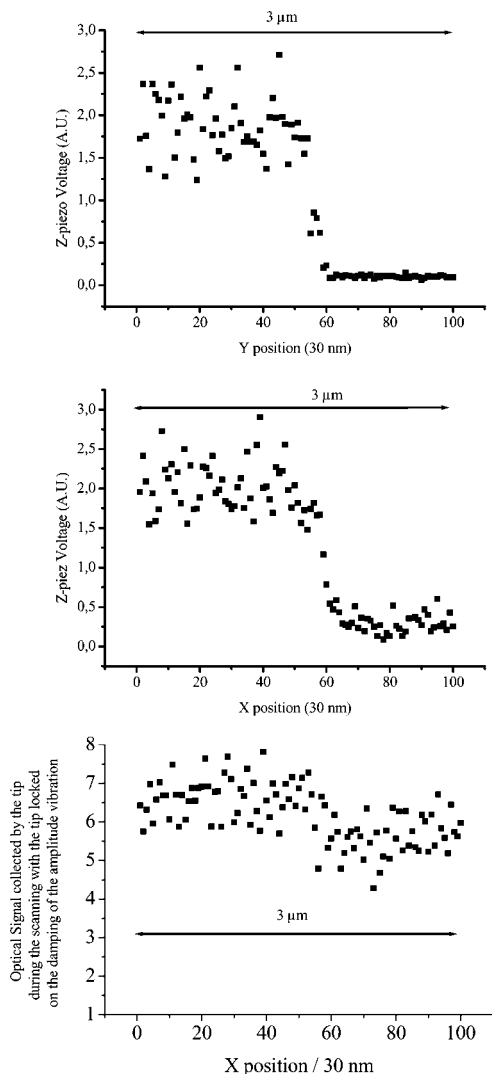 3 µm
Z-piezo Voltage (A.U.)
3,0
2,5
2,0
1,5
1,0
0,5
0,0
0 20 40 60 80 100
Y position (30 nm)
3 µm
Z-piez Voltage (A.U.)
3,0
2,5
2,0
1,5
1,0
0,5
0,0
0 20 40 60 80 100
X position (30 nm)
Optical Signal collected by the tip
during the scanning with the tip locked
on the damping of the amplitude vibration
8
7
6
5
4
3
2
1
3 µm
0 20 40 60 80 100
X position / 30 nm